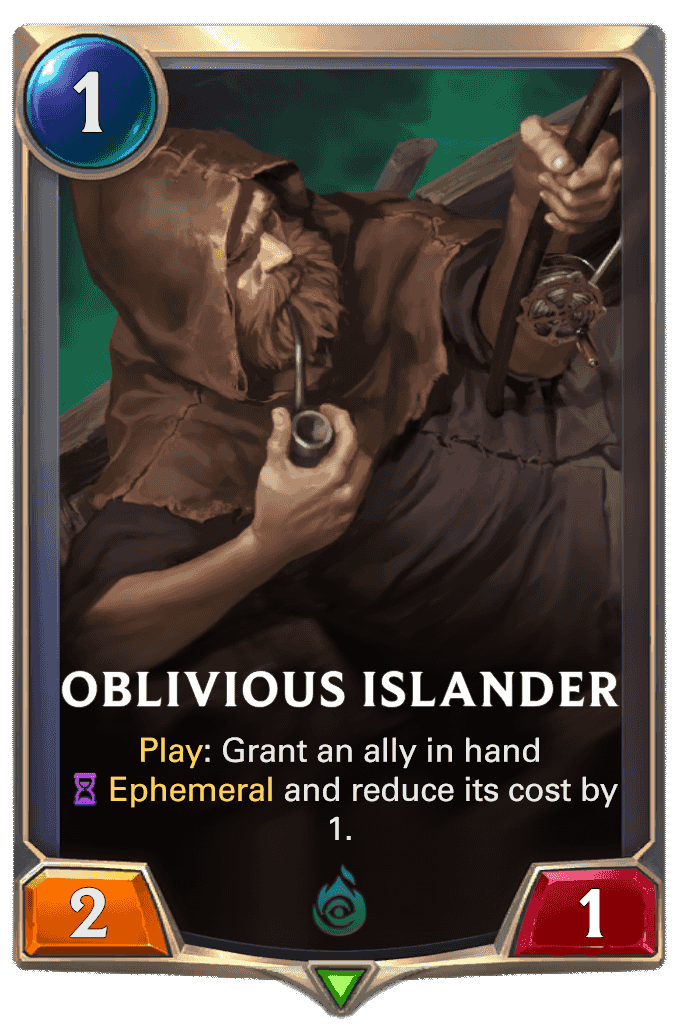 1
OBLIVIOUS ISLANDER
Play: Grant an ally in hand
Ephemeral and reduce its cost by
1.
2
1